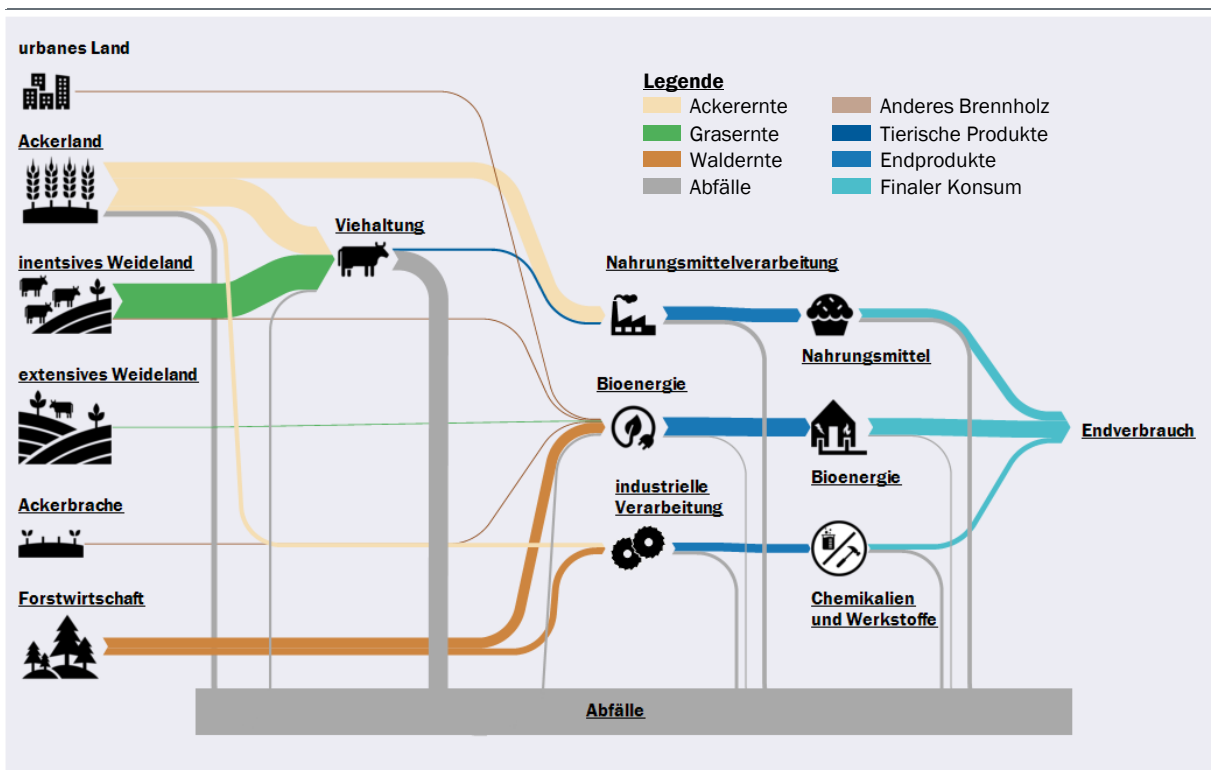 urbanes Land
Legende
Ackerernte
Anderes Brennholz
Grasernte
Tierische Produkte
Waldernte
Endprodukte
Abfälle
Finaler Konsum
Ackerland
Viehaltung
inentsives Weideland
Nahrungsmittelverarbeitung
Nahrungsmittel
extensives Weideland
Bioenergie
Endverbrauch
Bioenergie
industrielle
Verarbeitung
Ackerbrache
Forstwirtschaft
Chemikalien
und Werkstoffe
Abfälle